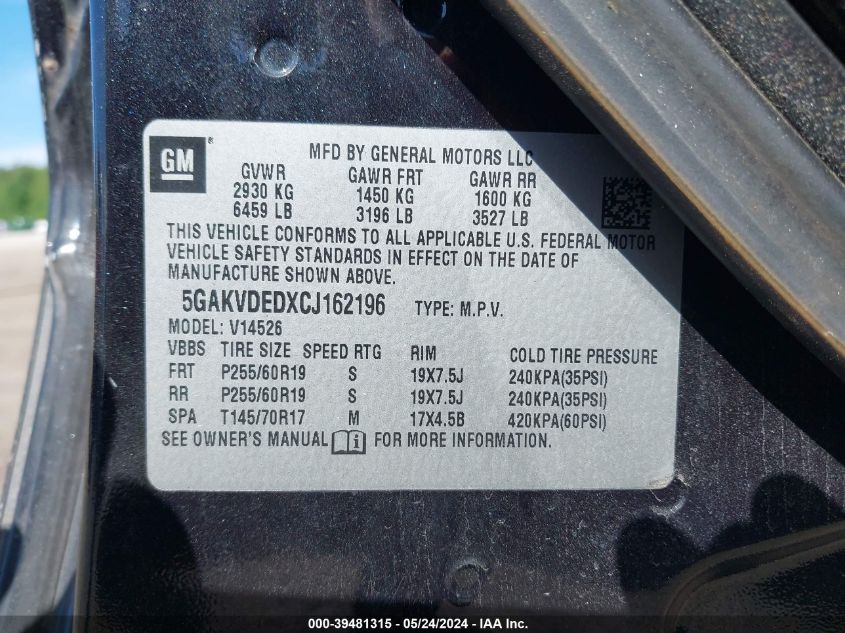 GM ®
MFD BY GENERAL MOTORS LLC
GVWR GAWR FRT GAWR RR
2930 KG 1450 KG 1600 KG
6459 LB 3196 LB 3527 LB
THIS VEHICLE CONFORMS TO ALL APPLICABLE U.S. FEDERAL MOTOR
VEHICLE SAFETY STANDARDS IN EFFECT ON THE DATE OF
MANUFACTURE SHOWN ABOVE.
5GAKVDEDXCJ162196 TYPE: M.P.V.
MODEL: V14526
VBBS TIRE SIZE SPEED RTG RIM COLD TIRE PRESSURE
FRT P255/60R19 S 19X7.5J 240KPA(35PSI)
RR P255/60R19 S 19X7.5J 240KPA(35PSI)
SPA T145/70R17 M 17X4.5B 420KPA(60PSI)
SEE OWNER'S MANUAL i FOR MORE INFORMATION.
000-39481315 - 05/24/2024 - IAA Inc.